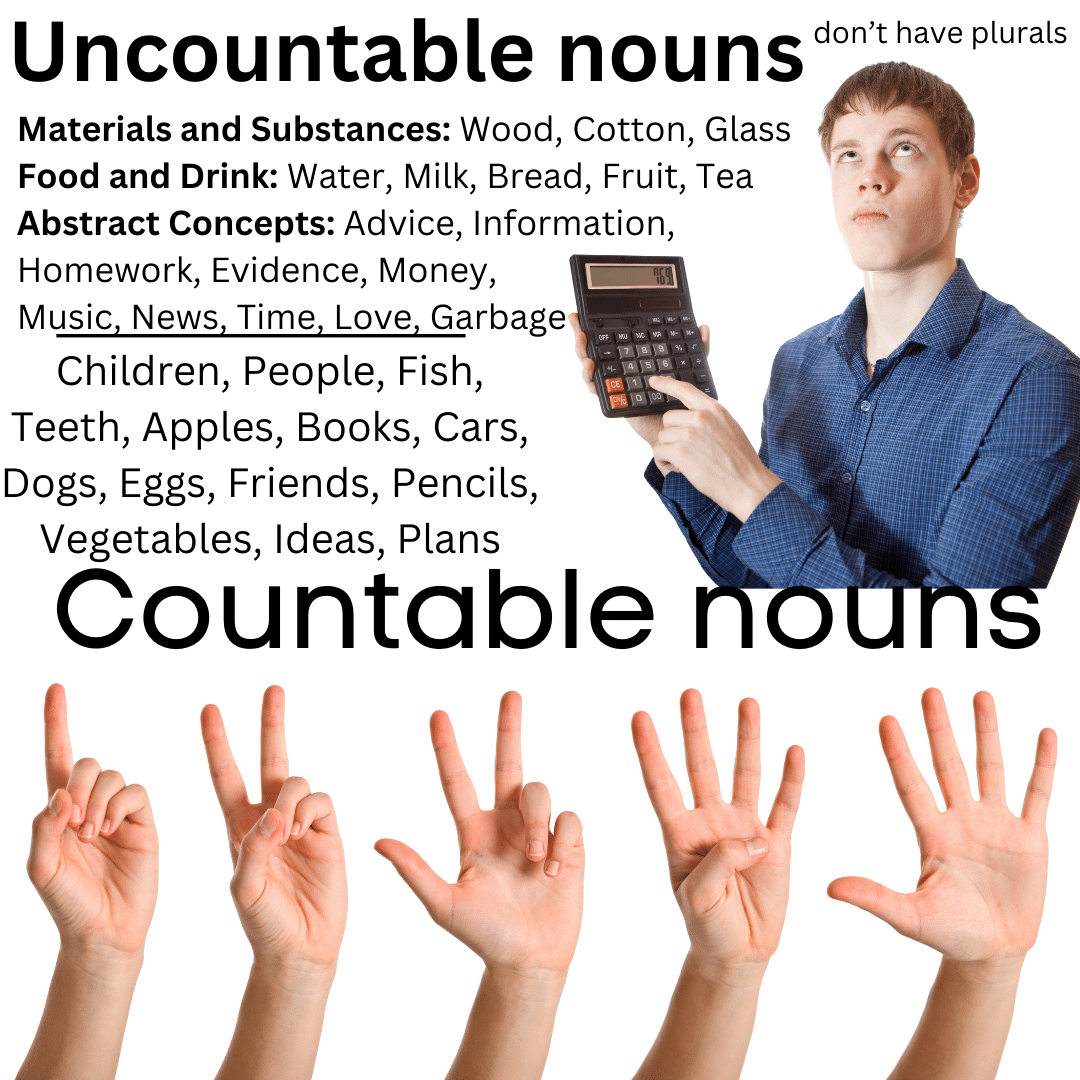 Uncountable nouns don’t have plurals
Materials and Substances: Wood, Cotton, Glass
Food and Drink: Water, Milk, Bread, Fruit, Tea
Abstract Concepts: Advice, Information,
Homework, Evidence, Money,
Music, News, Time, Love, Garbage
Children, People, Fish,
Teeth, Apples, Books, Cars,
Dogs, Eggs, Friends, Pencils,
Vegetables, Ideas, Plans
Countable nouns